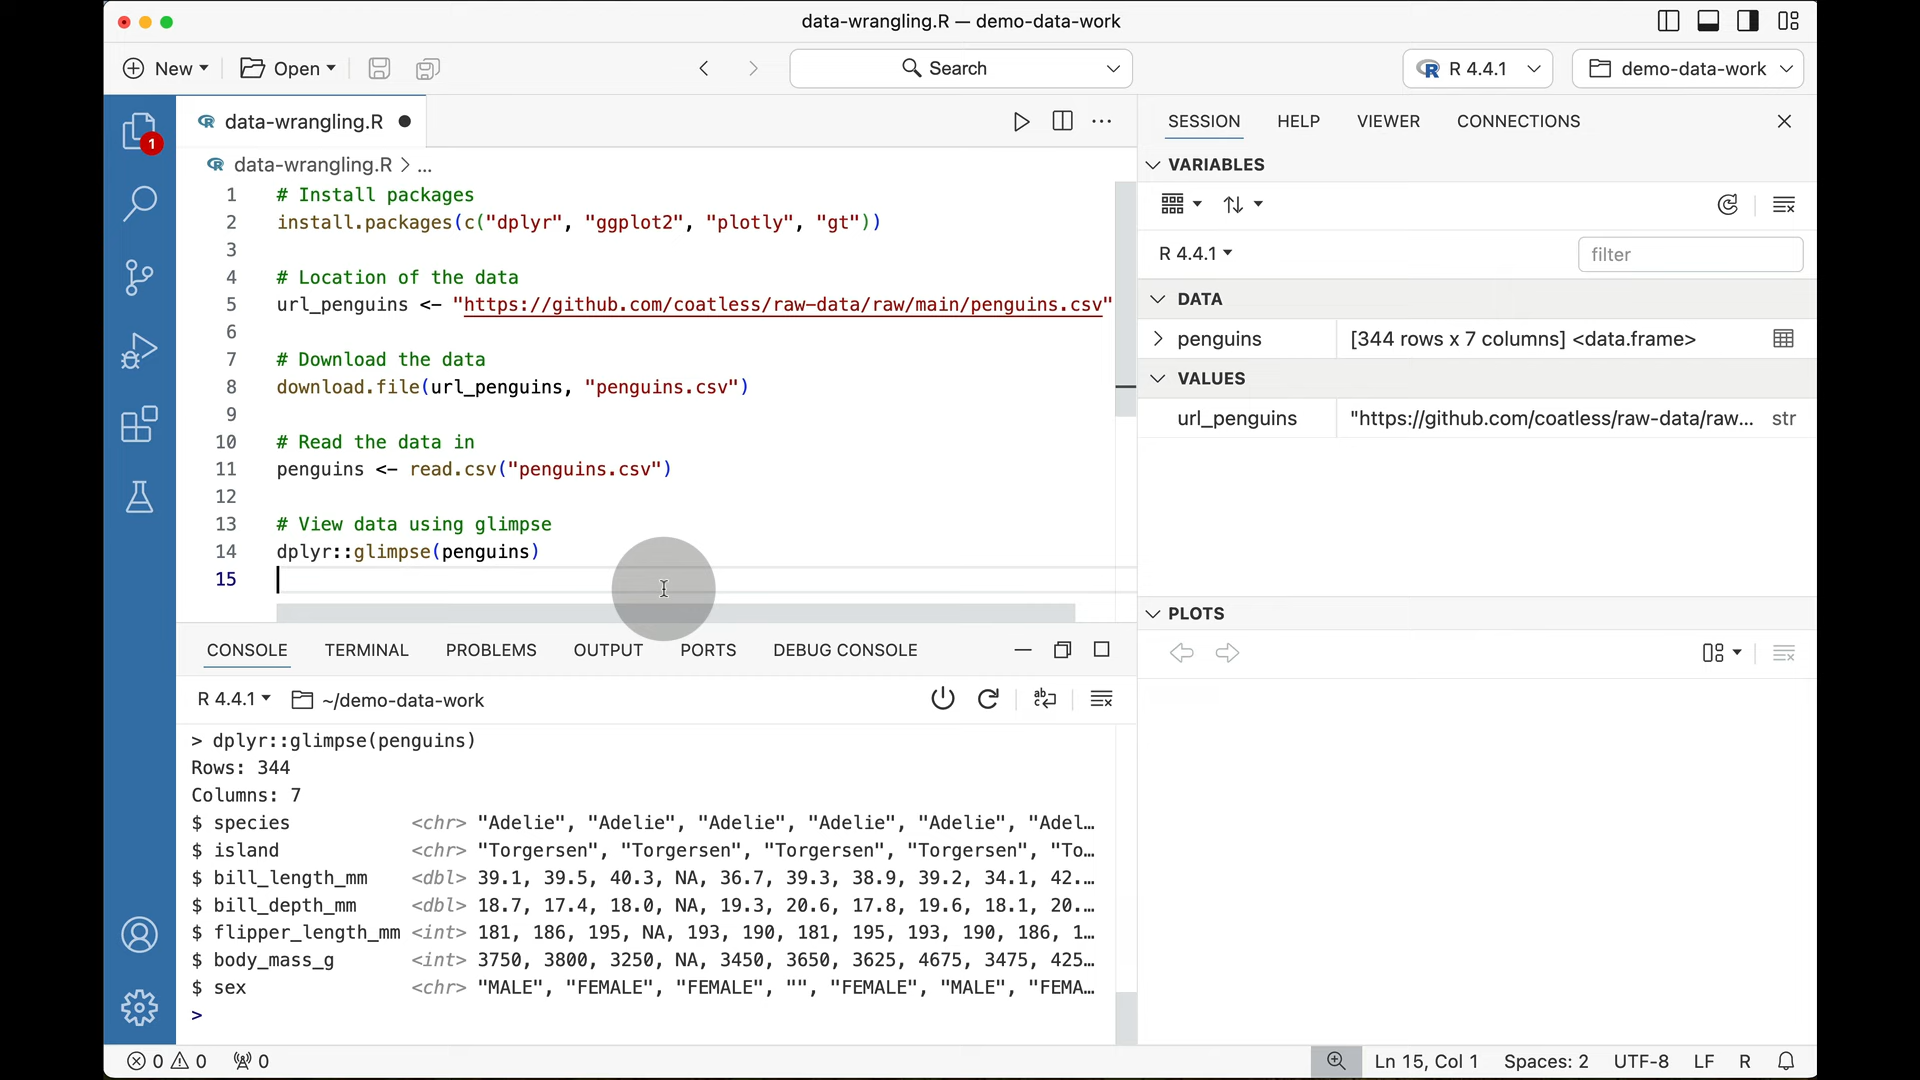 data-wrangling.R — demo-data-work
New Open Search R 4.4.1 demo-data-work
1
data-wrangling.R
data-wrangling.R > ...
1 # Install packages
2 install.packages(c("dplyr", "ggplot2", "plotly", "gt"))
3
4 # Location of the data
5 url_penguins <- "https://github.com/coatless/raw-data/raw/main/penguins.csv"
6
7 # Download the data
8 download.file(url_penguins, "penguins.csv")
9
10 # Read the data in
11 penguins <- read.csv("penguins.csv")
12
13 # View data using glimpse
14 dplyr::glimpse(penguins)
15
CONSOLE TERMINAL PROBLEMS OUTPUT PORTS DEBUG CONSOLE
R 4.4.1 ~/demo-data-work
> dplyr::glimpse(penguins)
Rows: 344
Columns: 7
$ species <chr> "Adelie", "Adelie", "Adelie", "Adelie", "Adelie", "Adel…
$ island <chr> "Torgersen", "Torgersen", "Torgersen", "Torgersen", "To…
$ bill_length_mm <dbl> 39.1, 39.5, 40.3, NA, 36.7, 39.3, 38.9, 39.2, 34.1, 42.…
$ bill_depth_mm <dbl> 18.7, 17.4, 18.0, NA, 19.3, 20.6, 17.8, 19.6, 18.1, 20.…
$ flipper_length_mm <int> 181, 186, 195, NA, 193, 190, 181, 195, 193, 190, 186, 1…
$ body_mass_g <int> 3750, 3800, 3250, NA, 3450, 3650, 3625, 4675, 3475, 425…
$ sex <chr> "MALE", "FEMALE", "FEMALE", "", "FEMALE", "MALE", "FEMA…
>
SESSION HELP VIEWER CONNECTIONS
VARIABLES
R 4.4.1 filter
DATA
penguins [344 rows x 7 columns] <data.frame>
VALUES
url_penguins "https://github.com/coatless/raw-data/raw... str
PLOTS
0 0 0 Ln 15, Col 1 Spaces: 2 UTF-8 LF R